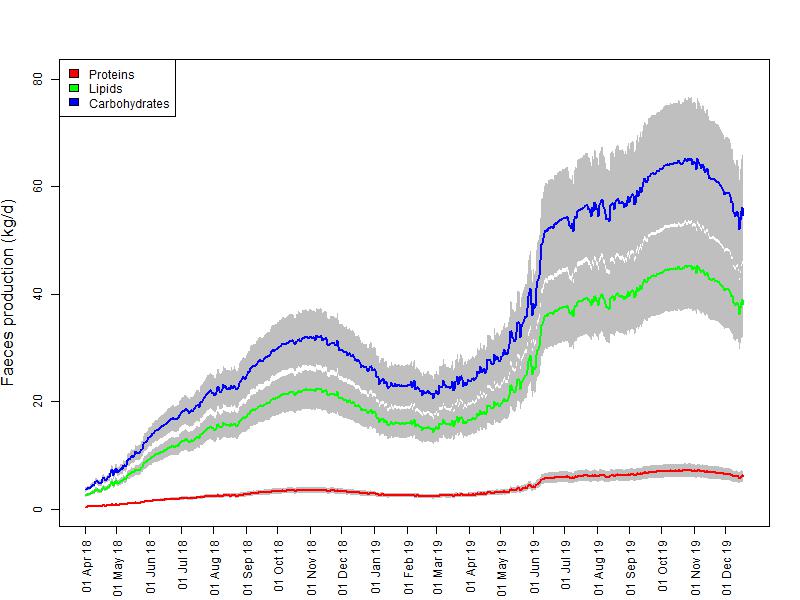 Proteins
Lipids
Carbohydrates
Faeces production (kg/d)
80
60
40
20
0
01 Apr 18
01 May 18
01 Jun 18
01 Jul 18
01 Aug 18
01 Sep 18
01 Oct 18
01 Nov 18
01 Dec 18
01 Jan 19
01 Feb 19
01 Mar 19
01 Apr 19
01 May 19
01 Jun 19
01 Jul 19
01 Aug 19
01 Sep 19
01 Oct 19
01 Nov 19
01 Dec 19